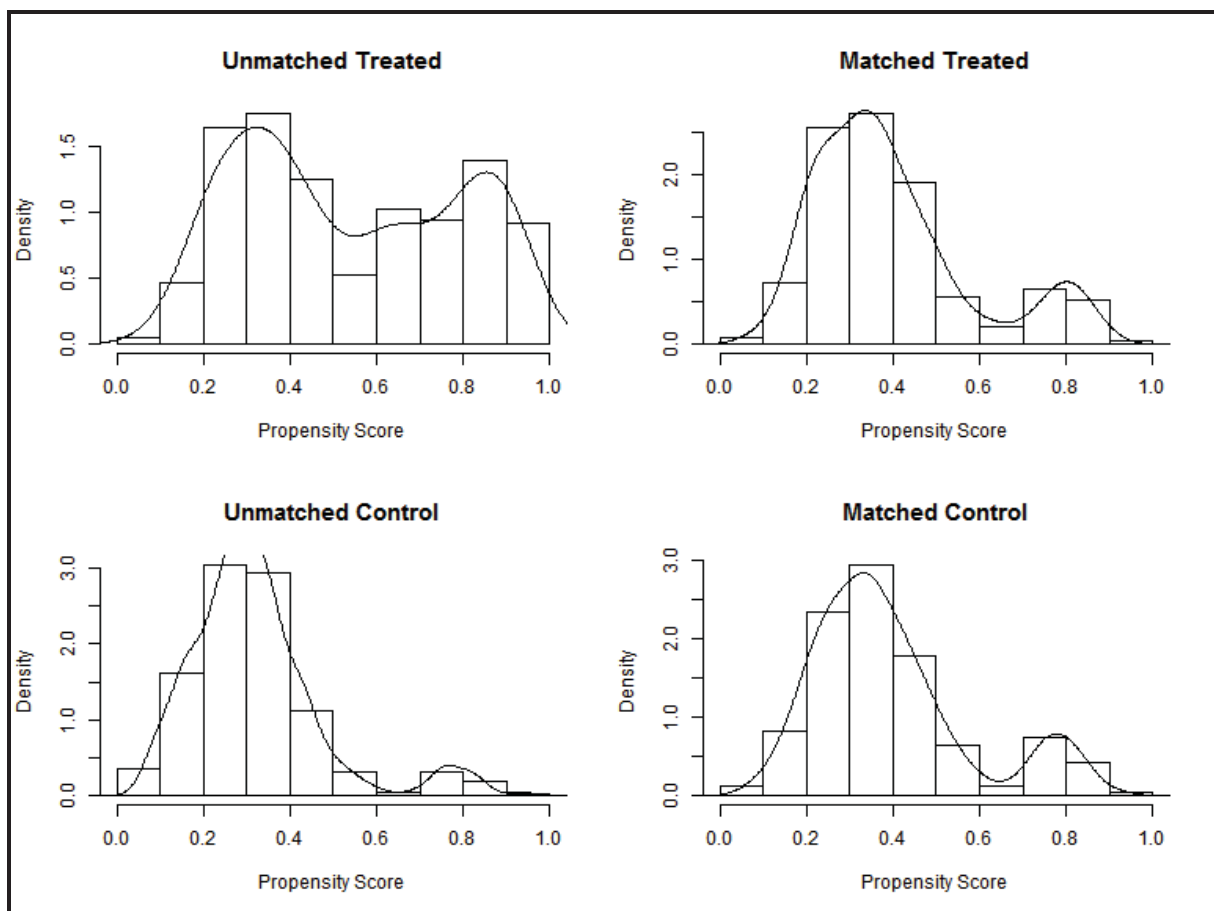 Unmatched Treated
Density
0.0 0.5 1.0 1.5
0.0 0.2 0.4 0.6 0.8 1.0
Propensity Score
Matched Treated
Density
0.0 1.0 2.0
0.0 0.2 0.4 0.6 0.8 1.0
Propensity Score
Unmatched Control
Density
0.0 1.0 2.0 3.0
0.0 0.2 0.4 0.6 0.8 1.0
Propensity Score
Matched Control
Density
0.0 1.0 2.0 3.0
0.0 0.2 0.4 0.6 0.8 1.0
Propensity Score